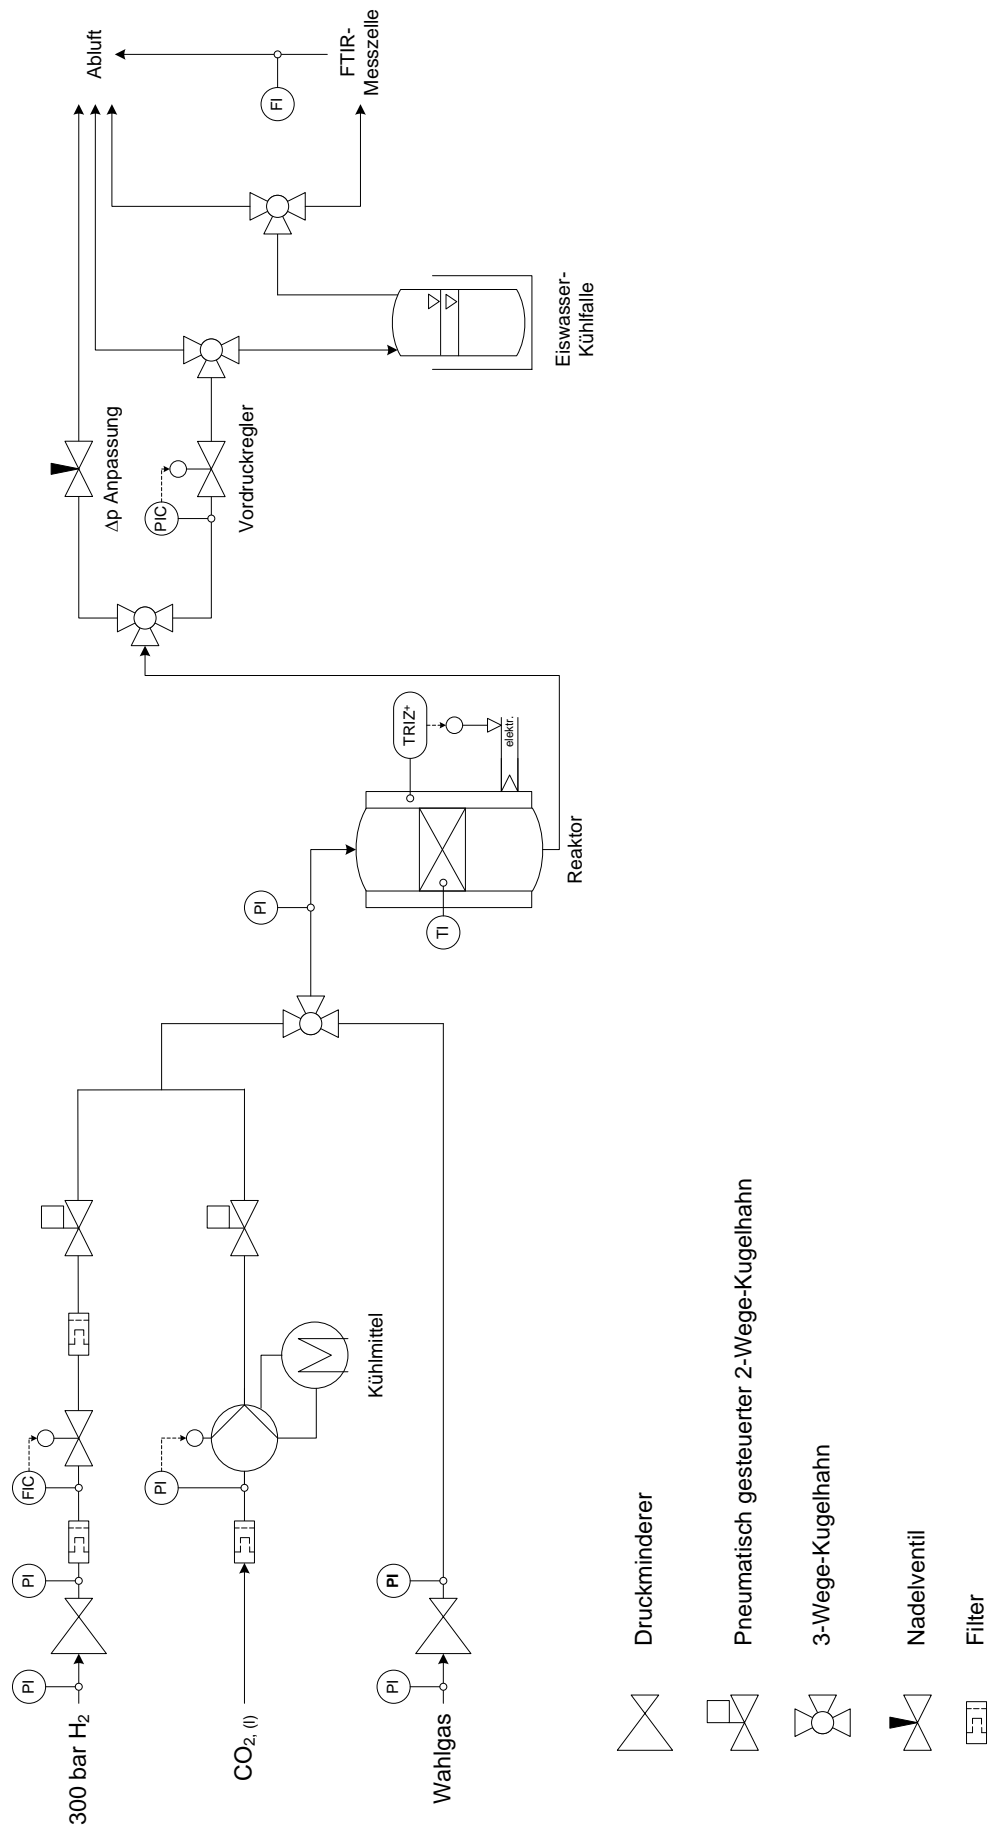 300 bar H2
PI
PI
FIC
CO2, (l)
PI
Kühlmittel
Wahlgas
PI
PI
PI
TI
TRIZ+
elektr.
Reaktor
Δp Anpassung
PIC
Vordruckregler
Eiswasser-
Kühlfalle
Abluft
FI
FTIR-
Messzelle
Druckminderer
Pneumatisch gesteuerter 2-Wege-Kugelhahn
3-Wege-Kugelhahn
Nadelventil
Filter